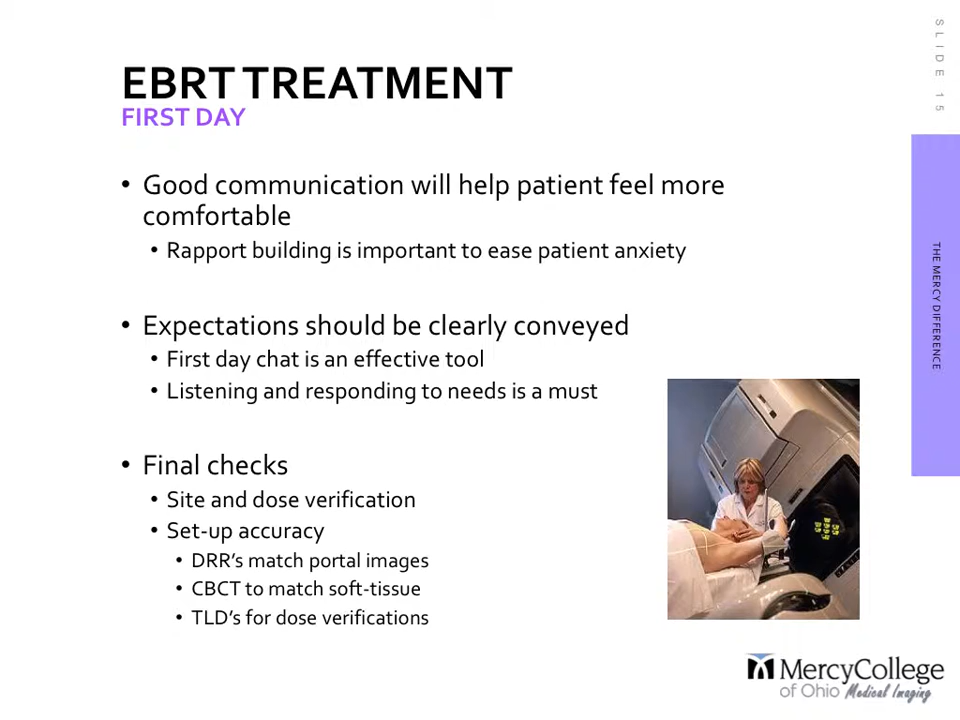 SLIDE 15
EBRT TREATMENT
FIRST DAY
• Good communication will help patient feel more
comfortable
• Rapport building is important to ease patient anxiety
• Expectations should be clearly conveyed
• First day chat is an effective tool
• Listening and responding to needs is a must
• Final checks
• Site and dose verification
• Set-up accuracy
• DRR’s match portal images
• CBCT to match soft-tissue
• TLD’s for dose verifications
THE MERCY DIFFERENCE
MercyCollege
of Ohio Medical Imaging